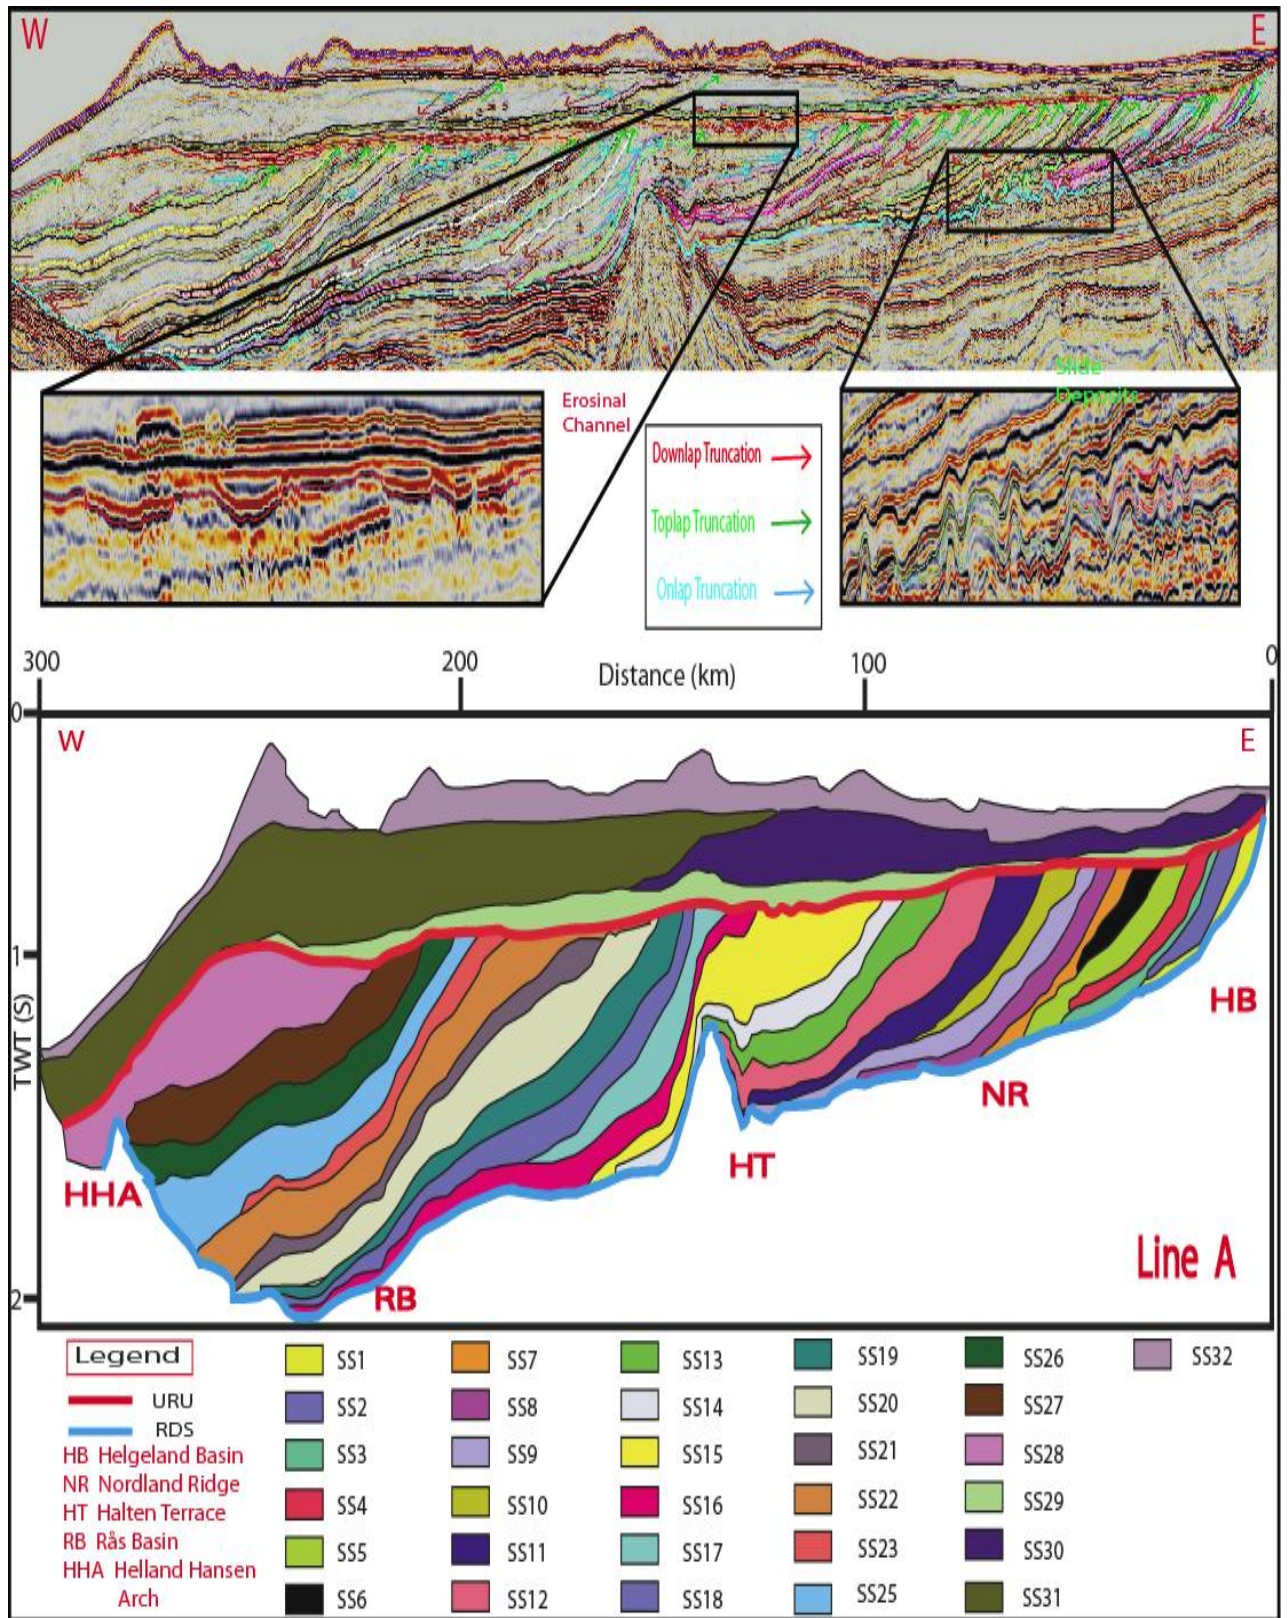 W
E
Slide
Deposits
Erosinal
Channel
Downlap Truncation
Toplap Truncation
Onlap Truncation
300
200
Distance (km)
100
0
0
W
E
1
TWT (S)
HB
NR
HT
HHA
Line A
2
RB
Legend
URU
RDS
HB Helgeland Basin
NR Nordland Ridge
HT Halten Terrace
RB Rås Basin
HHA Helland Hansen
Arch
SS1
SS2
SS3
SS4
SS5
SS6
SS7
SS8
SS9
SS10
SS11
SS12
SS13
SS14
SS15
SS16
SS17
SS18
SS19
SS20
SS21
SS22
SS23
SS25
SS26
SS27
SS28
SS29
SS30
SS31
SS32